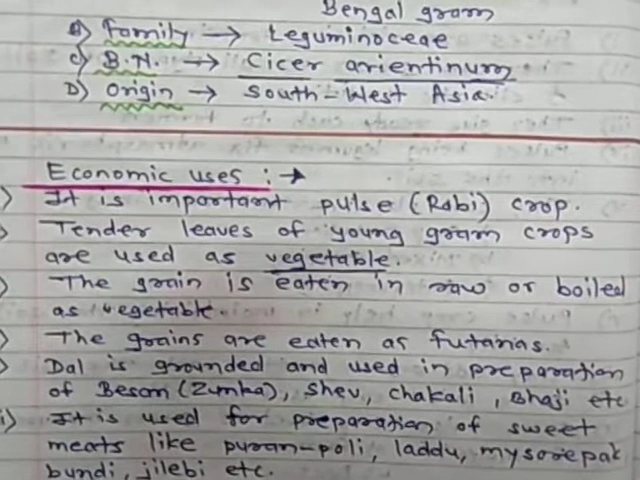 Bengal gram
B) Family → Leguminoceae
C) B.N. → Cicer arientinum
D) Origin → South-West Asia.
Economic uses :→
) It is important pulse (Rabi) crop.
) Tender leaves of young gram crops
are used as vegetable.
) The grain is eaten in raw or boiled
as vegetable.
) The grains are eaten as futanas.
) Dal is grounded and used in preparation
of Besan (Zunka), Shev, chakali, Bhaji etc
i) It is used for preparation of sweet
meats like puran-poli, laddu, mysorepak
bundi, jilebi etc.